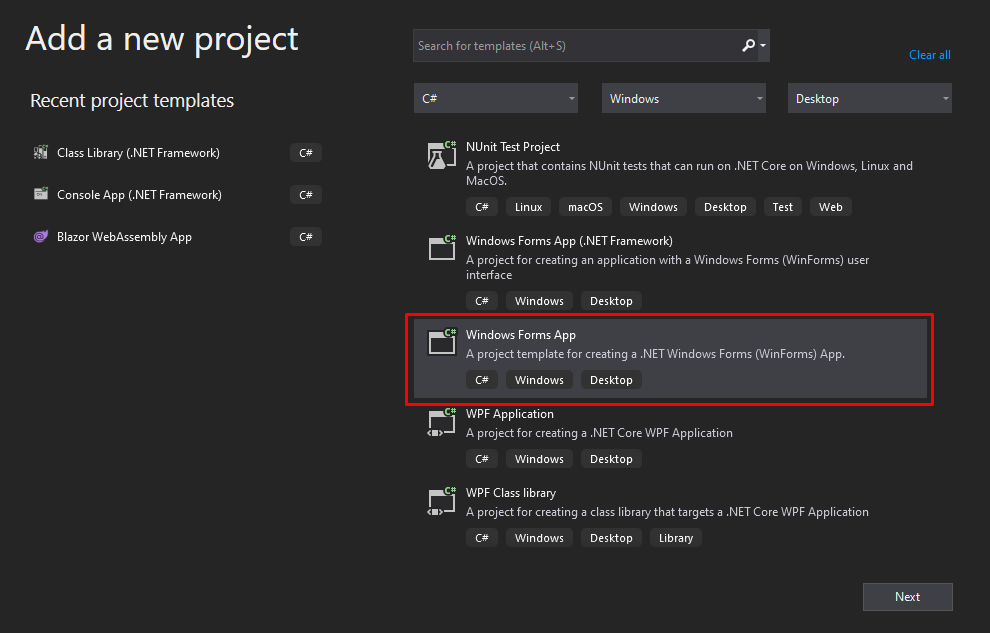 Add a new project
Recent project templates
Class Library (.NET Framework) C#
Console App (.NET Framework) C#
Blazor WebAssembly App C#
Search for templates (Alt+S)
Clear all
C# Windows Desktop
C#
NUnit Test Project
A project that contains NUnit tests that can run on .NET Core on Windows, Linux and
MacOS.
C# Linux macOS Windows Desktop Test Web
C#
Windows Forms App (.NET Framework)
A project for creating an application with a Windows Forms (WinForms) user
interface
C# Windows Desktop
C#
Windows Forms App
A project template for creating a .NET Windows Forms (WinForms) App.
C# Windows Desktop
C#
WPF Application
A project for creating a .NET Core WPF Application
C# Windows Desktop
C#
WPF Class library
A project for creating a class library that targets a .NET Core WPF Application
C# Windows Desktop Library
Next